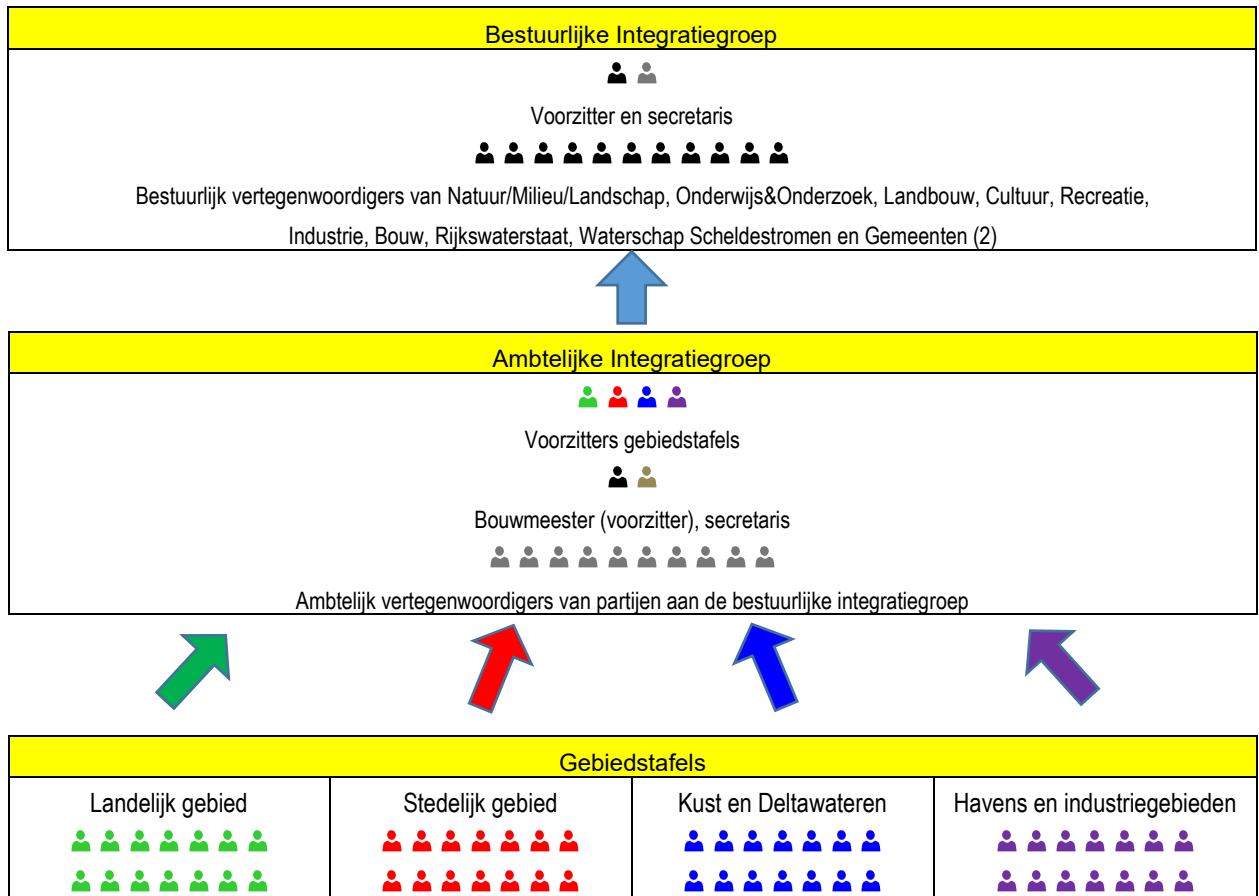 Bestuurlijke Integratiegroep
Voorzitter en secretaris
Bestuurlijk vertegenwoordigers van Natuur/Milieu/Landschap, Onderwijs&Onderzoek, Landbouw, Cultuur, Recreatie,
Industrie, Bouw, Rijkswaterstaat, Waterschap Scheldestromen en Gemeenten (2)
Ambtelijke Integratiegroep
Voorzitters gebiedstafels
Bouwmeester (voorzitter), secretaris
Ambtelijk vertegenwoordigers van partijen aan de bestuurlijke integratiegroep
Gebiedstafels
Landelijk gebied
Stedelijk gebied
Kust en Deltawateren
Havens en industriegebieden